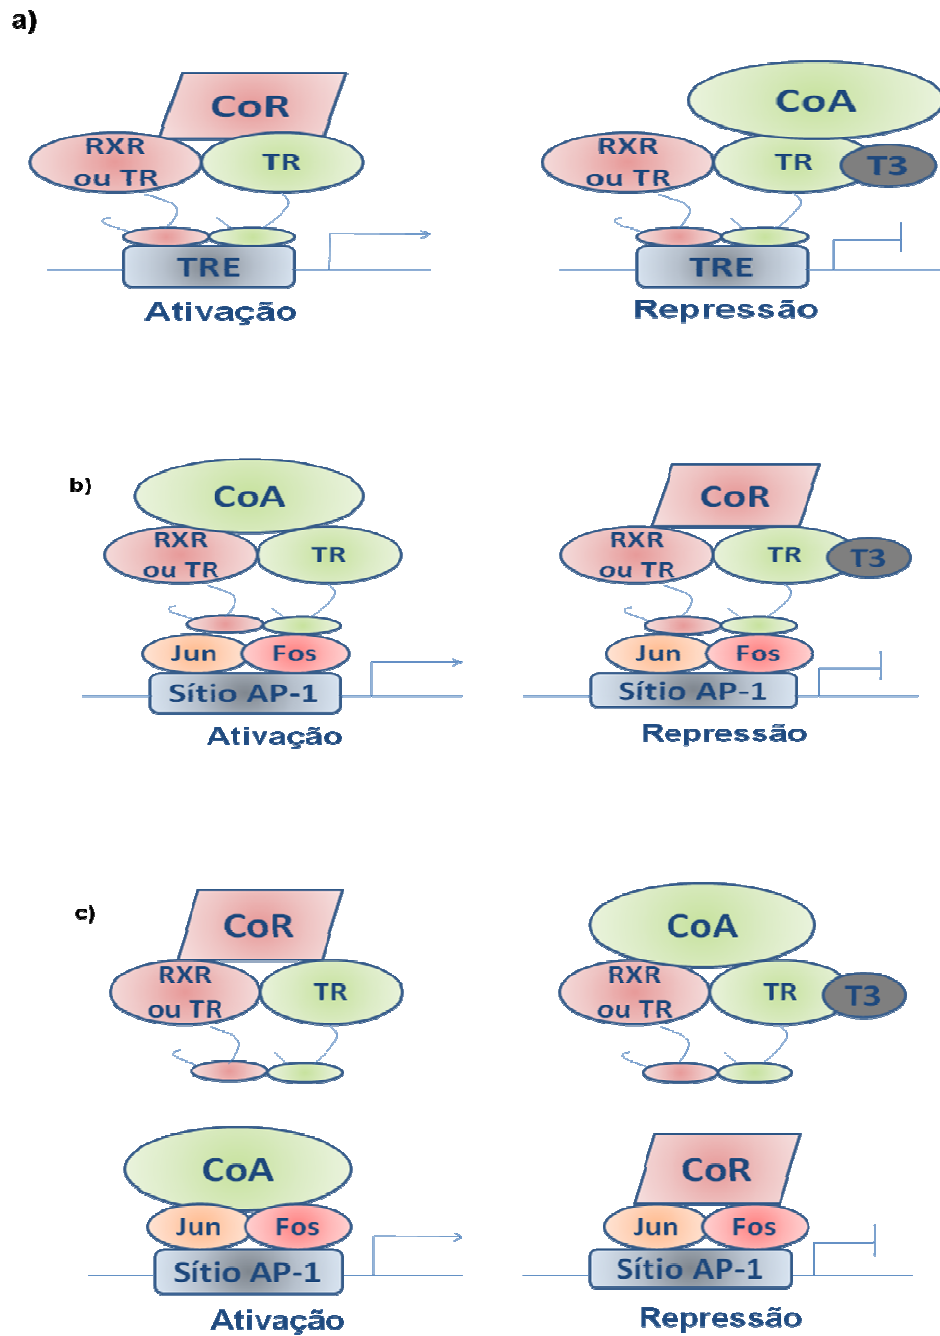 a)
CoR
RXR
ou TR
TR
TRE
Ativação
CoA
RXR
ou TR
TR
T3
TRE
Repressão
b)
CoA
RXR
ou TR
TR
Jun
Fos
Sítio AP-1
Ativação
CoR
RXR
ou TR
TR
T3
Jun
Fos
Sítio AP-1
Repressão
c)
CoR
RXR
ou TR
TR
CoA
Jun
Fos
Sítio AP-1
Ativação
CoA
RXR
ou TR
TR
T3
CoR
Jun
Fos
Sítio AP-1
Repressão